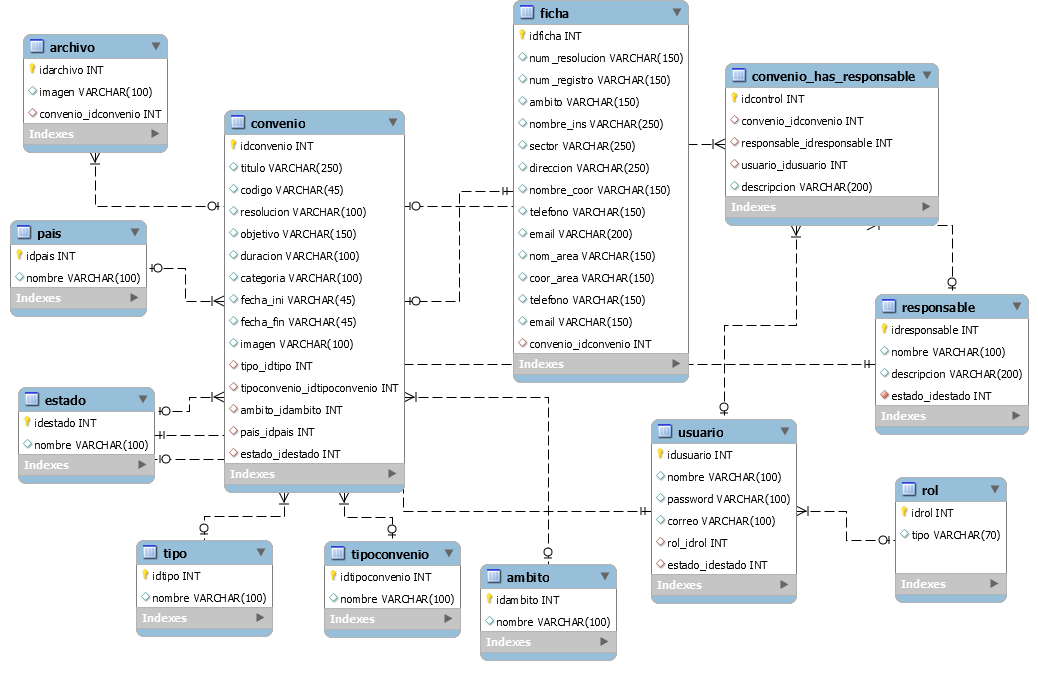 archivo
idarchivo INT
imagen VARCHAR(100)
convenio_idconvenio INT
Indexes
pais
idpais INT
nombre VARCHAR(100)
Indexes
estado
idestado INT
nombre VARCHAR(100)
Indexes
convenio
idconvenio INT
titulo VARCHAR(250)
codigo VARCHAR(45)
resolucion VARCHAR(100)
objetivo VARCHAR(150)
duracion VARCHAR(100)
categoria VARCHAR(100)
fecha_ini VARCHAR(45)
fecha_fin VARCHAR(45)
imagen VARCHAR(100)
tipo_idtipo INT
tipoconvenio_idtipoconvenio INT
ambito_idambito INT
pais_idpais INT
estado_idestado INT
Indexes
tipo
idtipo INT
nombre VARCHAR(100)
Indexes
tipoconvenio
idtipoconvenio INT
nombre VARCHAR(100)
Indexes
ambito
idambito INT
nombre VARCHAR(100)
Indexes
ficha
idficha INT
num_resolucion VARCHAR(150)
num_registro VARCHAR(150)
ambito VARCHAR(150)
nombre_ins VARCHAR(250)
sector VARCHAR(250)
direccion VARCHAR(250)
nombre_coor VARCHAR(150)
telefono VARCHAR(150)
email VARCHAR(200)
nom_area VARCHAR(150)
coor_area VARCHAR(150)
telefono VARCHAR(150)
email VARCHAR(150)
convenio_idconvenio INT
Indexes
convenio_has_responsable
idcontrol INT
convenio_idconvenio INT
responsable_idresponsable INT
usuario_idusuario INT
descripcion VARCHAR(200)
Indexes
responsable
idresponsable INT
nombre VARCHAR(100)
descripcion VARCHAR(200)
estado_idestado INT
Indexes
usuario
idusuario INT
nombre VARCHAR(100)
password VARCHAR(100)
correo VARCHAR(100)
rol_idrol INT
estado_idestado INT
Indexes
rol
idrol INT
tipo VARCHAR(70)
Indexes